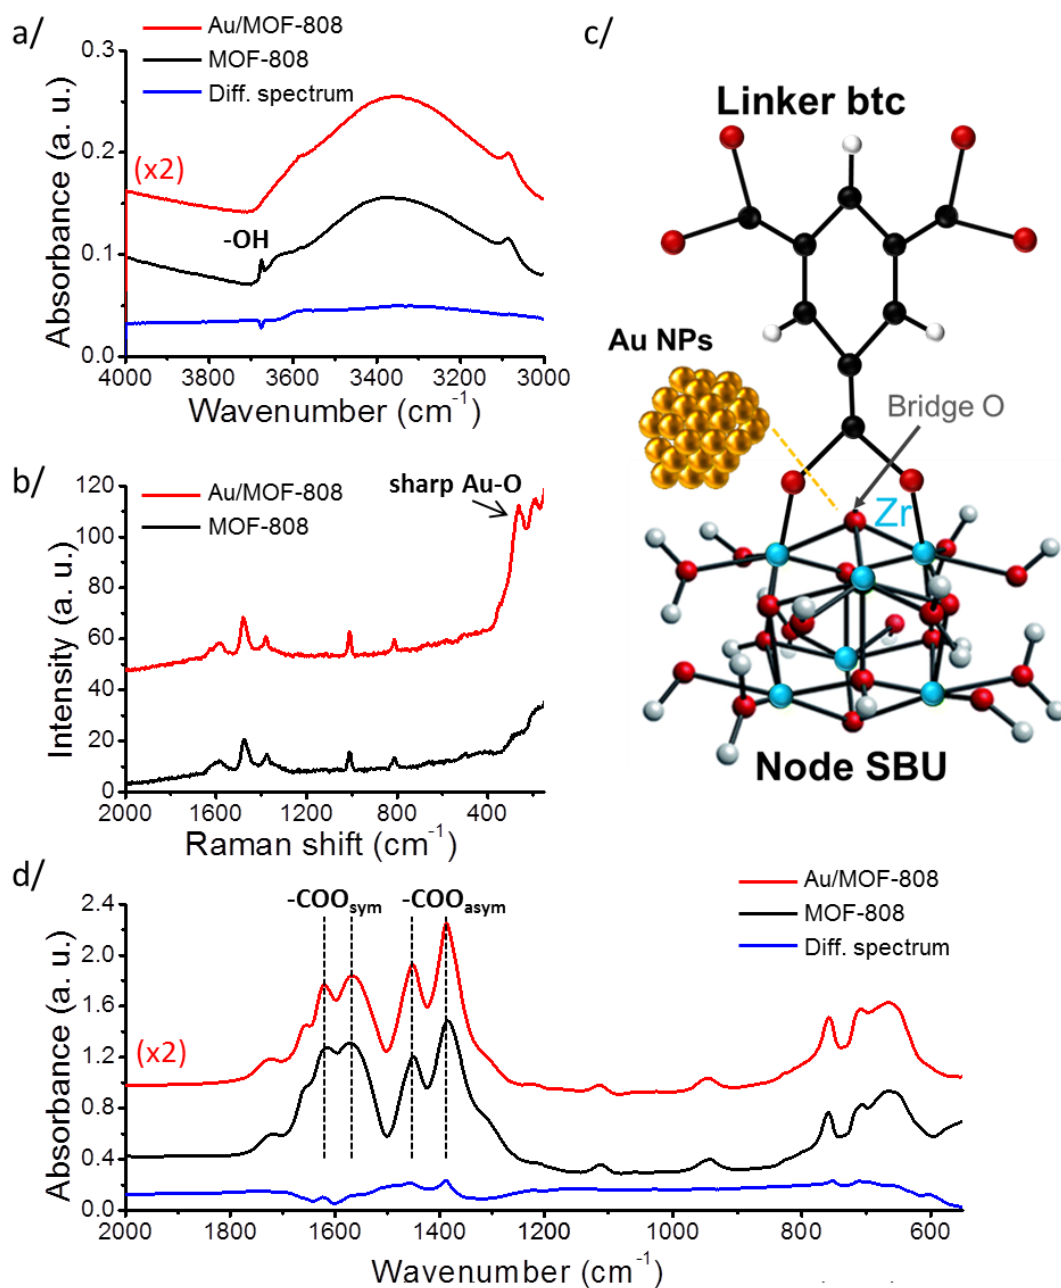 a/
Au/MOF-808
MOF-808
Diff. spectrum
0.3
0.2
0.1
0.0
Absorbance (a. u.)
(x2)
-OH
4000 3800 3600 3400 3200 3000
Wavenumber (cm⁻¹)
b/
Au/MOF-808
MOF-808
sharp Au-O
120
100
80
60
40
20
0
Intensity (a. u.)
2000 1600 1200 800 400
Raman shift (cm⁻¹)
c/
Linker btc
Au NPs
Bridge O
Zr
Node SBU
d/
-COOsym
-COOasym
Au/MOF-808
MOF-808
Diff. spectrum
2.4
2.0
1.6
1.2
0.8
0.4
0.0
Absorbance (a. u.)
(x2)
2000 1800 1600 1400 1200 1000 800 600
Wavenumber (cm⁻¹)